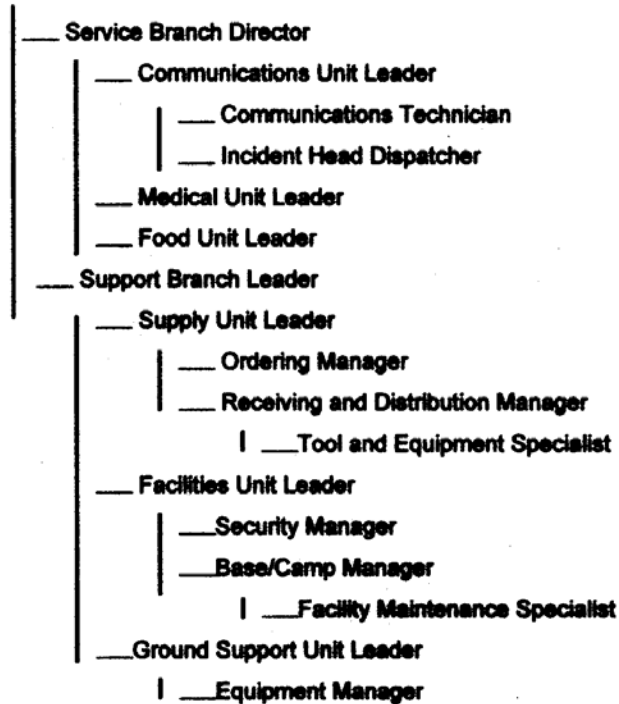 ___ Service Branch Director
___ Communications Unit Leader
___ Communications Technician
___ Incident Head Dispatcher
___ Medical Unit Leader
___ Food Unit Leader
___ Support Branch Leader
___ Supply Unit Leader
___ Ordering Manager
___ Receiving and Distribution Manager
___Tool and Equipment Specialist
___ Facilities Unit Leader
___Security Manager
___Base/Camp Manager
___Facility Maintenance Specialist
___Ground Support Unit Leader
___Equipment Manager